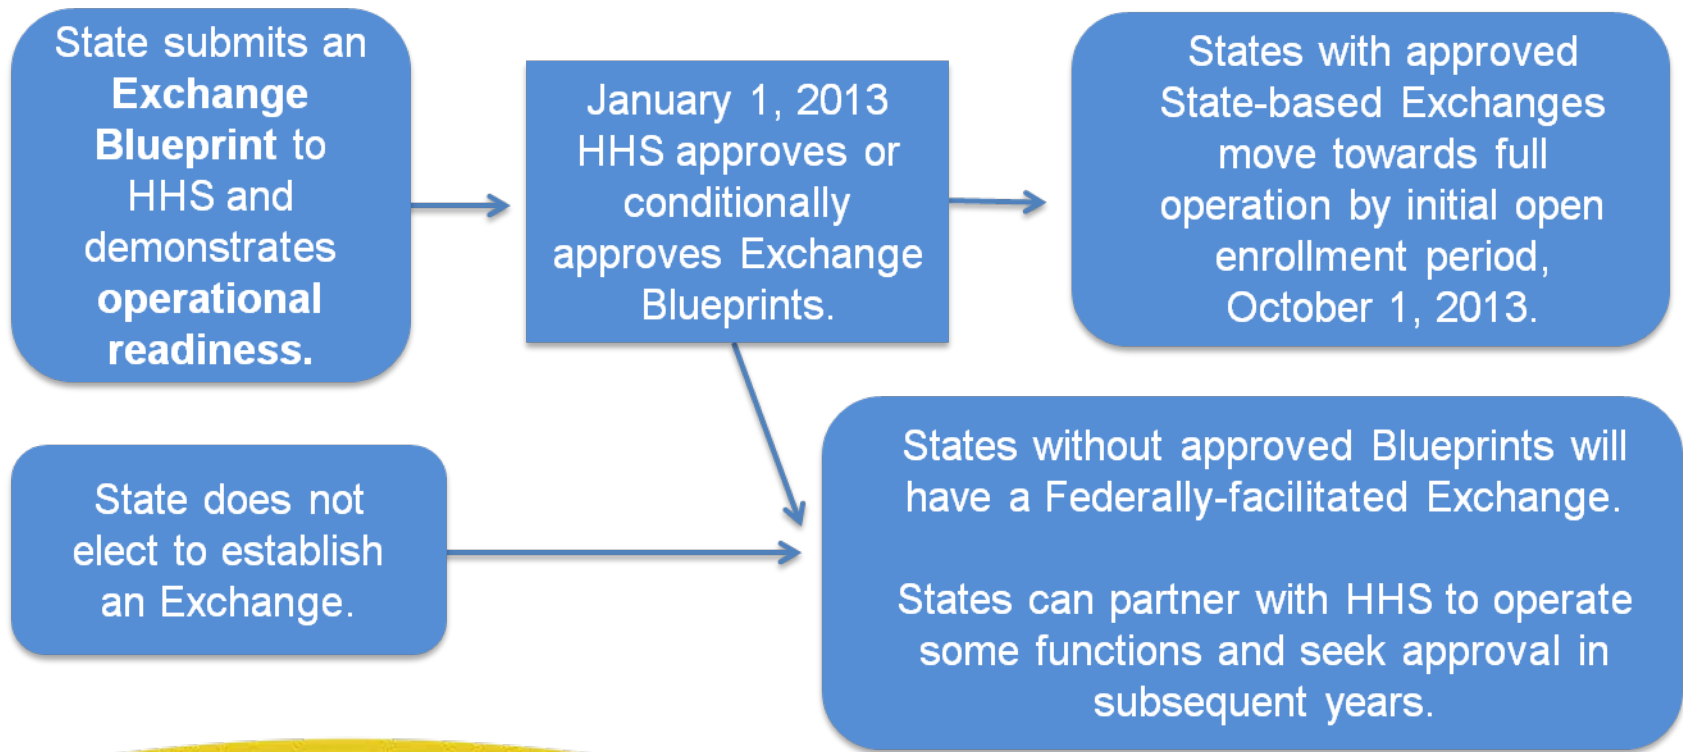 State submits an
Exchange
Blueprint to
HHS and
demonstrates
operational
readiness.
January 1, 2013
HHS approves or
conditionally
approves Exchange
Blueprints.
States with approved
State-based Exchanges
move towards full
operation by initial open
enrollment period,
October 1, 2013.
State does not
elect to establish
an Exchange.
States without approved Blueprints will
have a Federally-facilitated Exchange.
States can partner with HHS to operate
some functions and seek approval in
subsequent years.